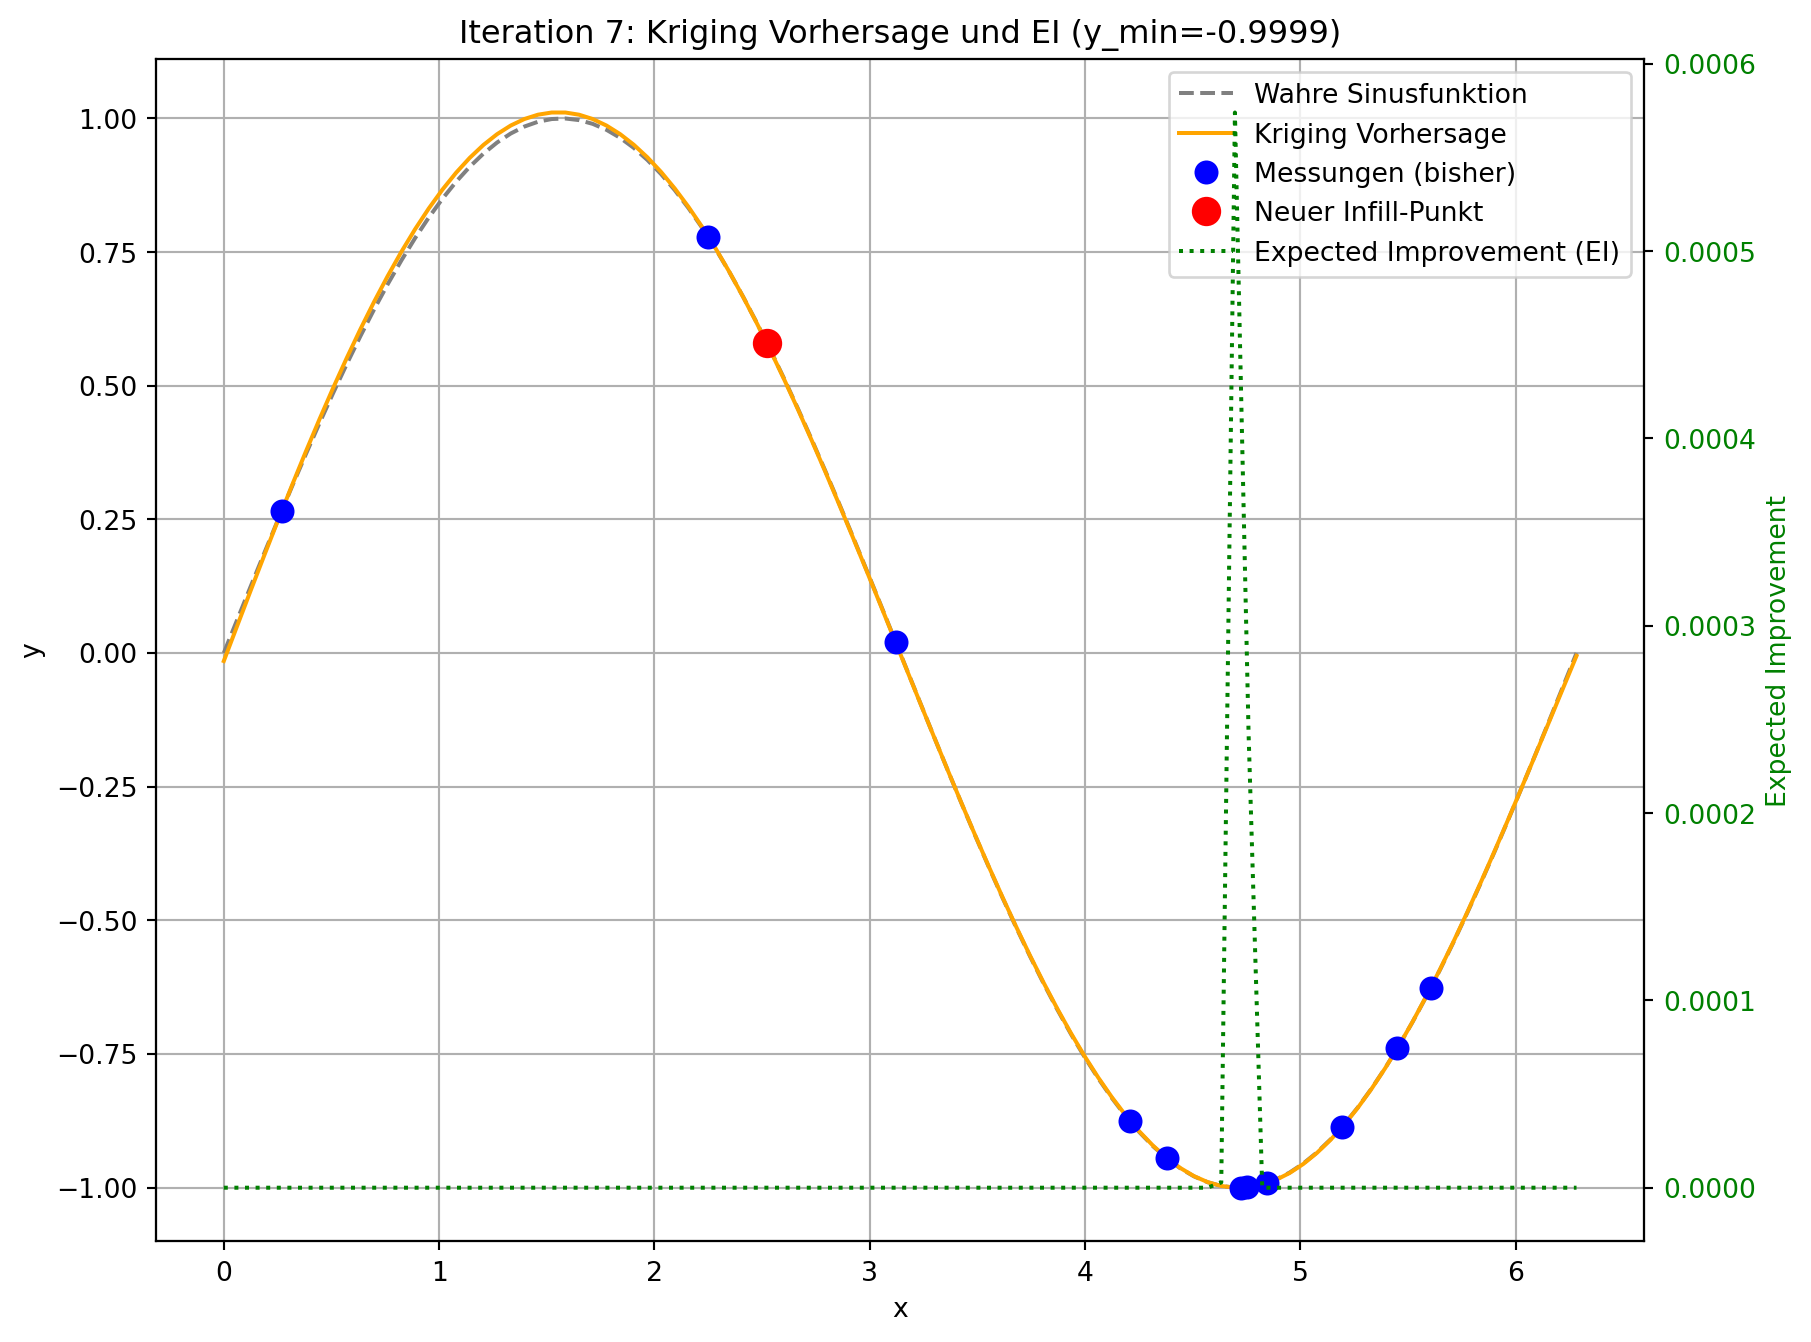 Iteration 7: Kriging Vorhersage und EI (y_min=-0.9999)
Wahre Sinusfunktion
Kriging Vorhersage
Messungen (bisher)
Neuer Infill-Punkt
Expected Improvement (EI)
1.00
0.75
0.50
0.25
0.00
−0.25
−0.50
−0.75
−1.00
y
0.0006
0.0005
0.0004
0.0003
0.0002
0.0001
0.0000
Expected Improvement
0 1 2 3 4 5 6
x